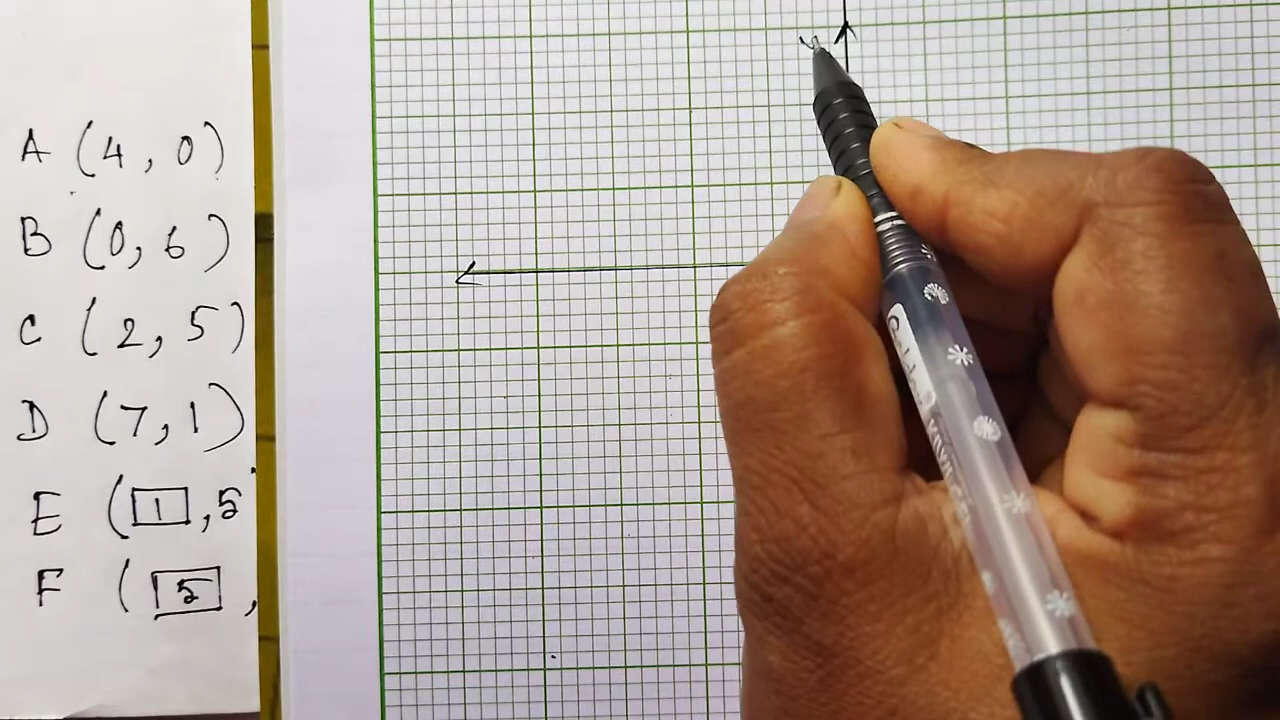 A (4, 0)
B (0, 6)
C (2, 5)
D (7, 1)
E (1, 5
F (5,